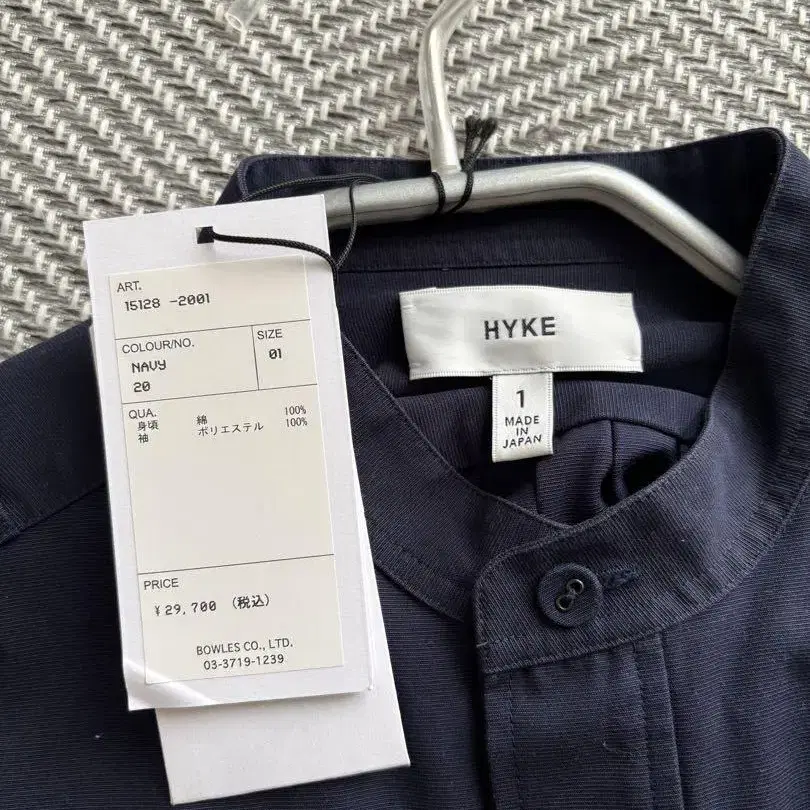 ART.
15128 -2001
COLOUR/NO.
SIZE
NAVY
01
20
QUA.
身頃 綿 100%
袖 ポリエステル 100%
PRICE
¥29,700 (税込)
BOWLES CO., LTD.
03-3719-1239
HYKE
1
MADE
IN
JAPAN